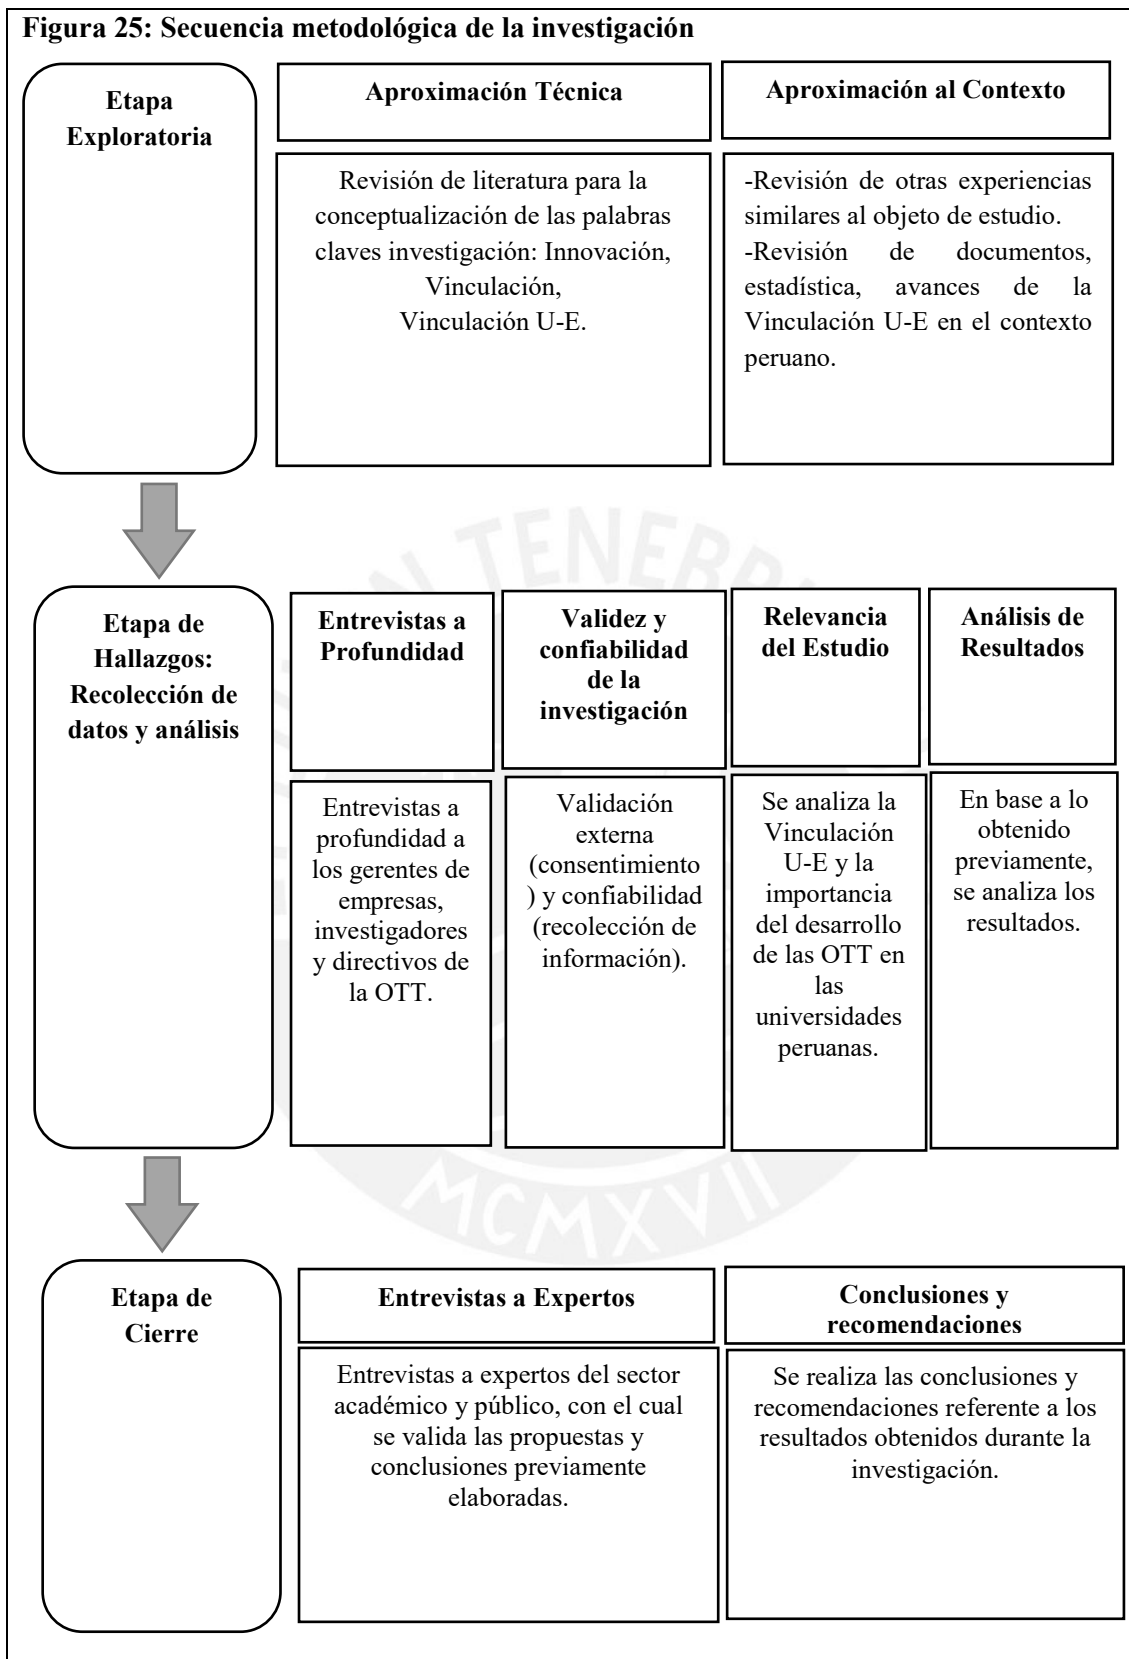 Figura 25: Secuencia metodológica de la investigación
Etapa
Exploratoria
Aproximación Técnica
Aproximación al Contexto
Revisión de literatura para la
conceptualización de las palabras
claves investigación: Innovación,
Vinculación,
Vinculación U-E.
-Revisión de otras experiencias
similares al objeto de estudio.
-Revisión de documentos,
estadística, avances de la
Vinculación U-E en el contexto
peruano.
Etapa de
Hallazgos:
Recolección de
datos y análisis
Entrevistas a
Profundidad
Validez y
confiabilidad
de la
investigación
Relevancia
del Estudio
Análisis de
Resultados
Entrevistas a
profundidad a
los gerentes de
empresas,
investigadores
y directivos de
la OTT.
Validación
externa
(consentimiento
) y confiabilidad
(recolección de
información).
Se analiza la
Vinculación
U-E y la
importancia
del desarrollo
de las OTT en
las
universidades
peruanas.
En base a lo
obtenido
previamente,
se analiza los
resultados.
Etapa de
Cierre
Entrevistas a Expertos
Conclusiones y
recomendaciones
Entrevistas a expertos del sector
académico y público, con el cual
se valida las propuestas y
conclusiones previamente
elaboradas.
Se realiza las conclusiones y
recomendaciones referente a los
resultados obtenidos durante la
investigación.
TENEBR
MCMXVII